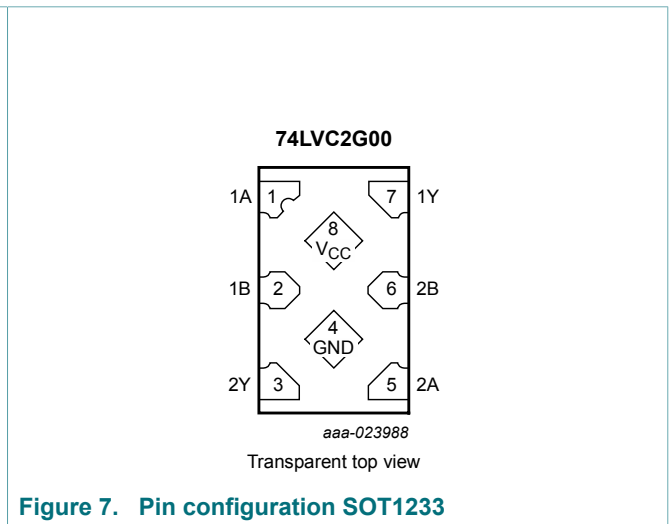 74LVC2G00
1A 1 7 1Y
8
VCC
1B 2 6 2B
4
GND
2Y 3 5 2A
aaa-023988
Transparent top view
Figure 7. Pin configuration SOT1233